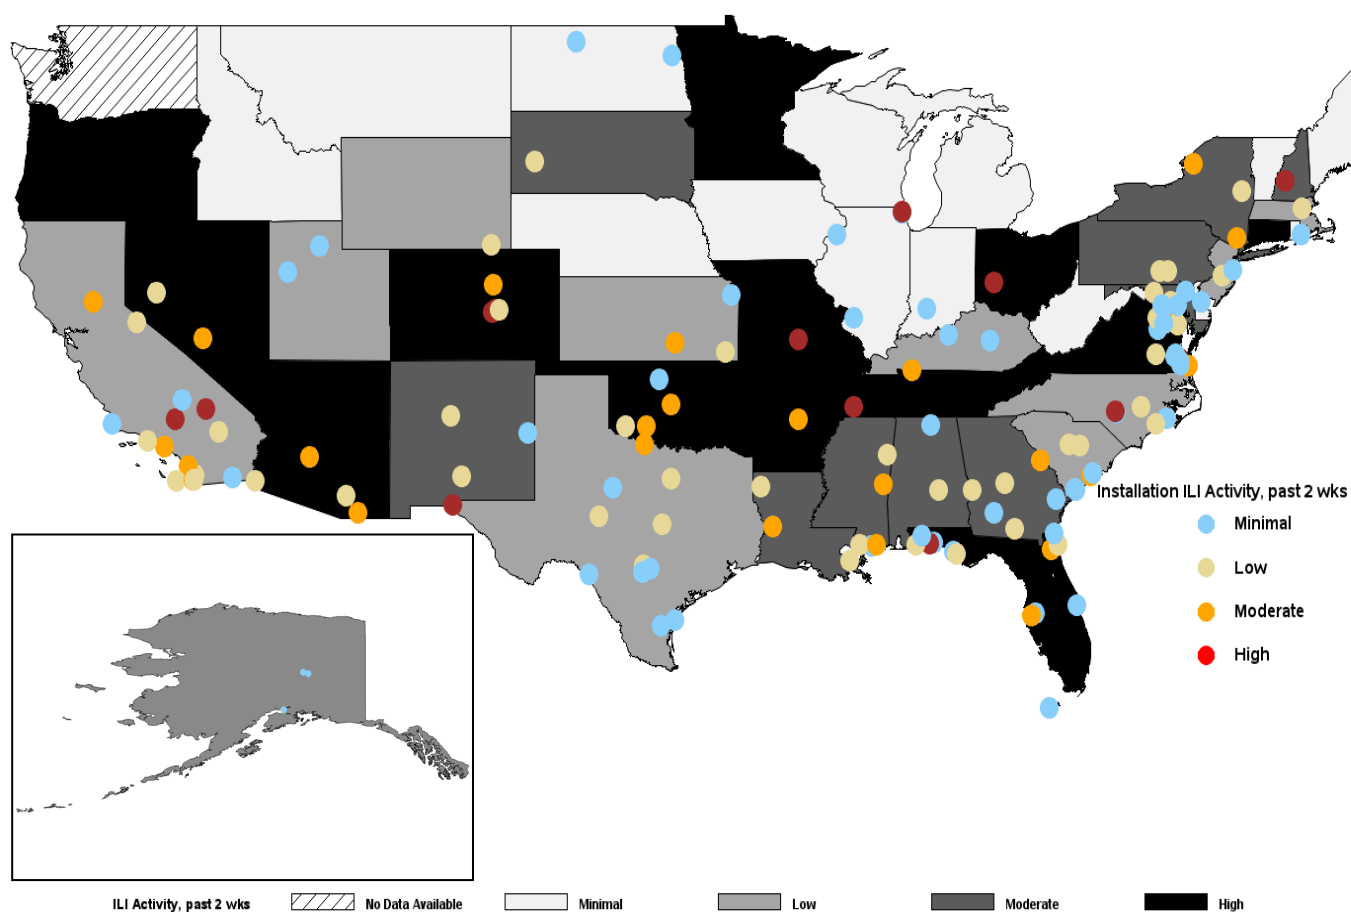 Installation ILI Activity, past 2 wks
Minimal
Low
Moderate
High
ILI Activity, past 2 wks No Data Available Minimal Low Moderate High